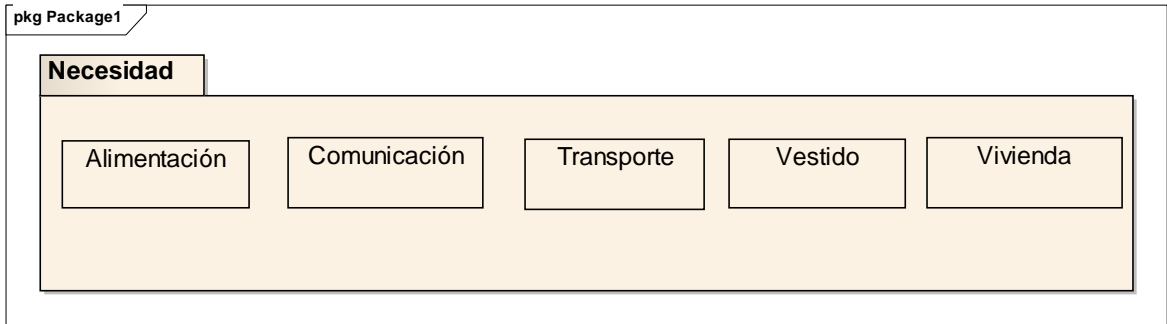 pkg Package1
Necesidad
Alimentación
Comunicación
Transporte
Vestido
Vivienda